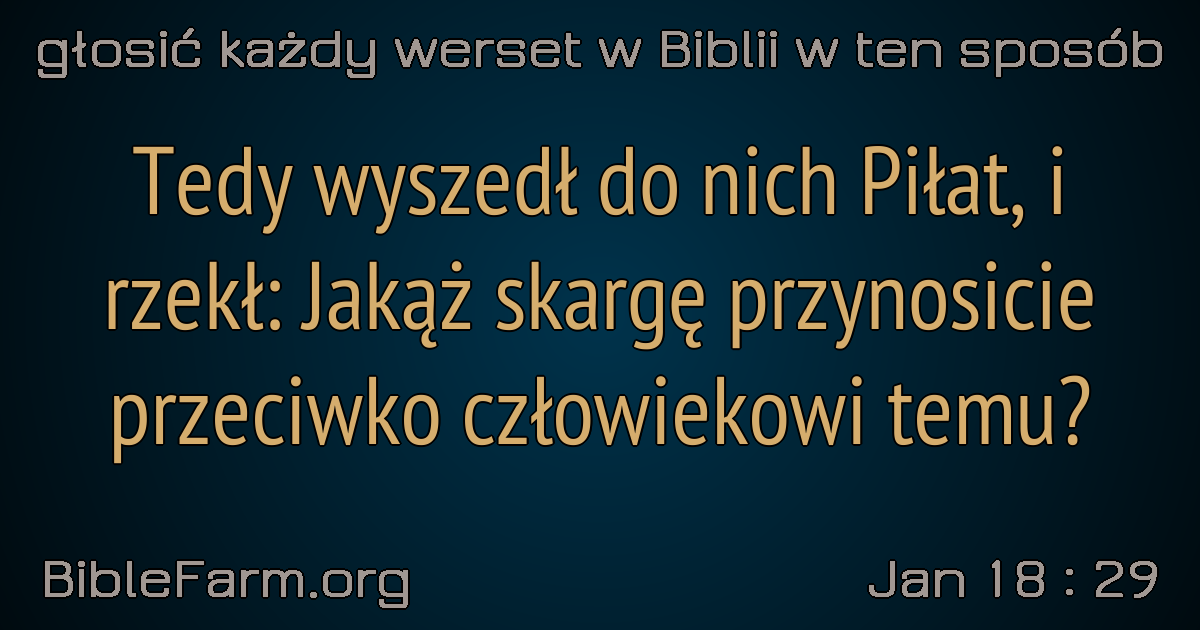 głosić każdy werset w Biblii w ten sposób
Tedy wyszedł do nich Piłat, i
rzekł: Jakąż skargę przynosicie
przeciwko człowiekowi temu?
BibleFarm.org
Jan 18 : 29